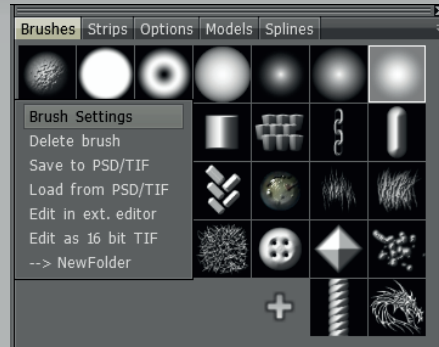 Brushes Strips Options Models Splines
Brush Settings
Delete brush
Save to PSD/TIF
Load from PSD/TIF
Edit in ext. editor
Edit as 16 bit TIF
--> NewFolder